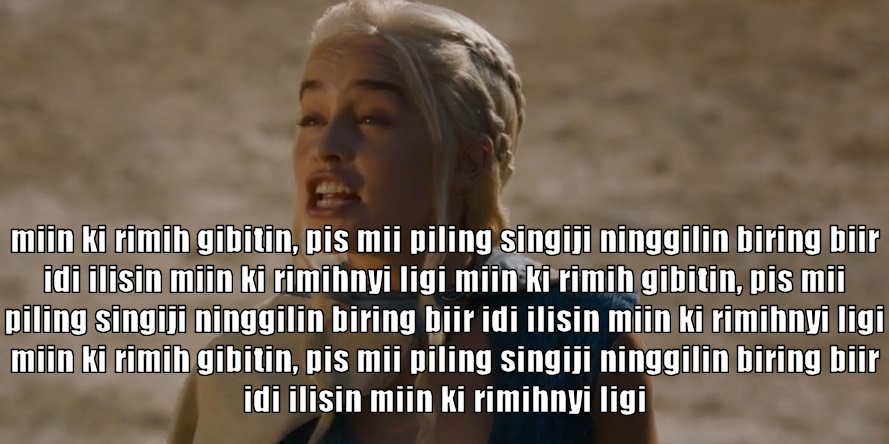 miin ki rimih gibitin, pis mii piling singiji ninggilin biring biir
idi ilisin miin ki rimihnyi ligi miin ki rimih gibitin, pis mii
piling singiji ninggilin biring biir idi ilisin miin ki rimihnyi ligi
miin ki rimih gibitin, pis mii piling singiji ninggilin biring biir
idi ilisin miin ki rimihnyi ligi